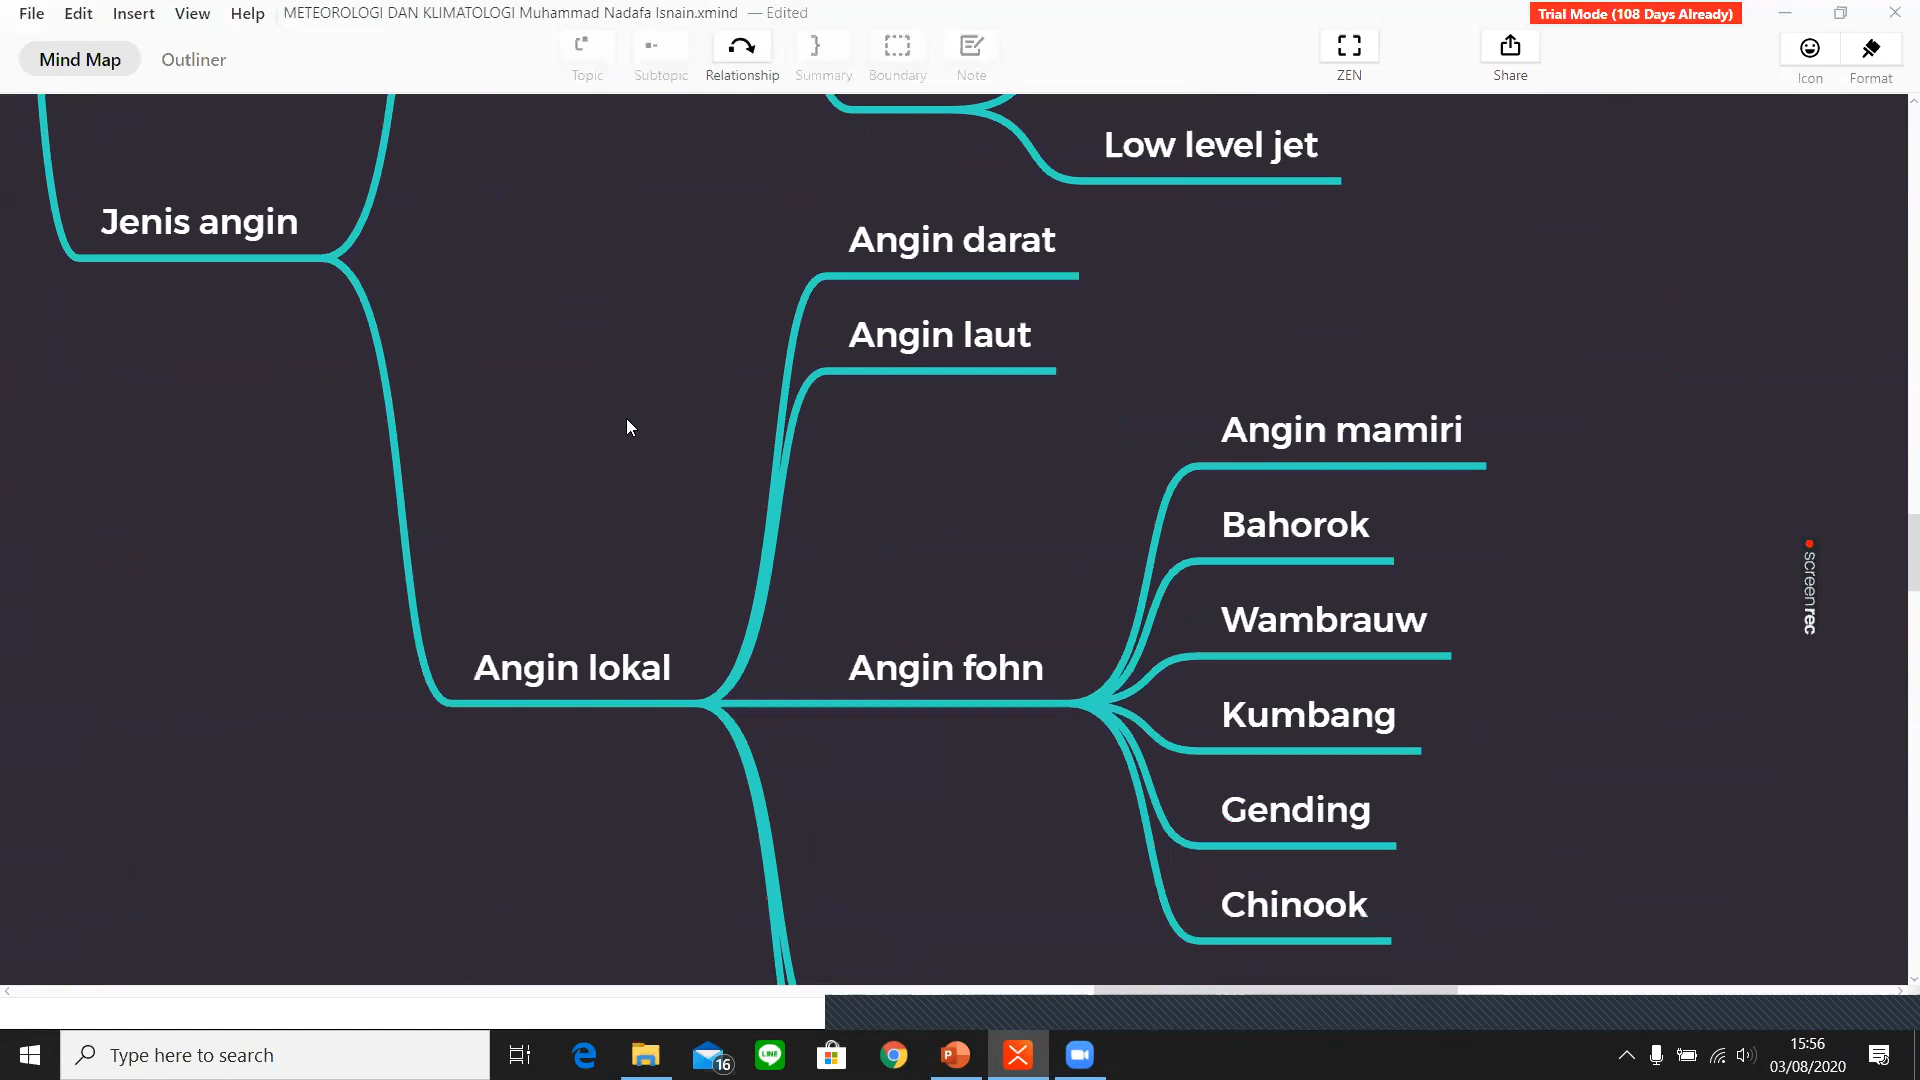 File Edit Insert View Help METEOROLOGI DAN KLIMATOLOGI Muhammad Nadafa Isnain.xmind — Edited Trial Mode (108 Days Already)
Mind Map Outliner
Topic Subtopic Relationship Summary Boundary Note ZEN Share Icon Format
Low level jet
Jenis angin
Angin darat
Angin laut
Angin mamiri
Bahorok
Wambrauw
Angin lokal
Angin fohn
Kumbang
Gending
Chinook
screenrec
Type here to search
16
LINE
15:56
03/08/2020